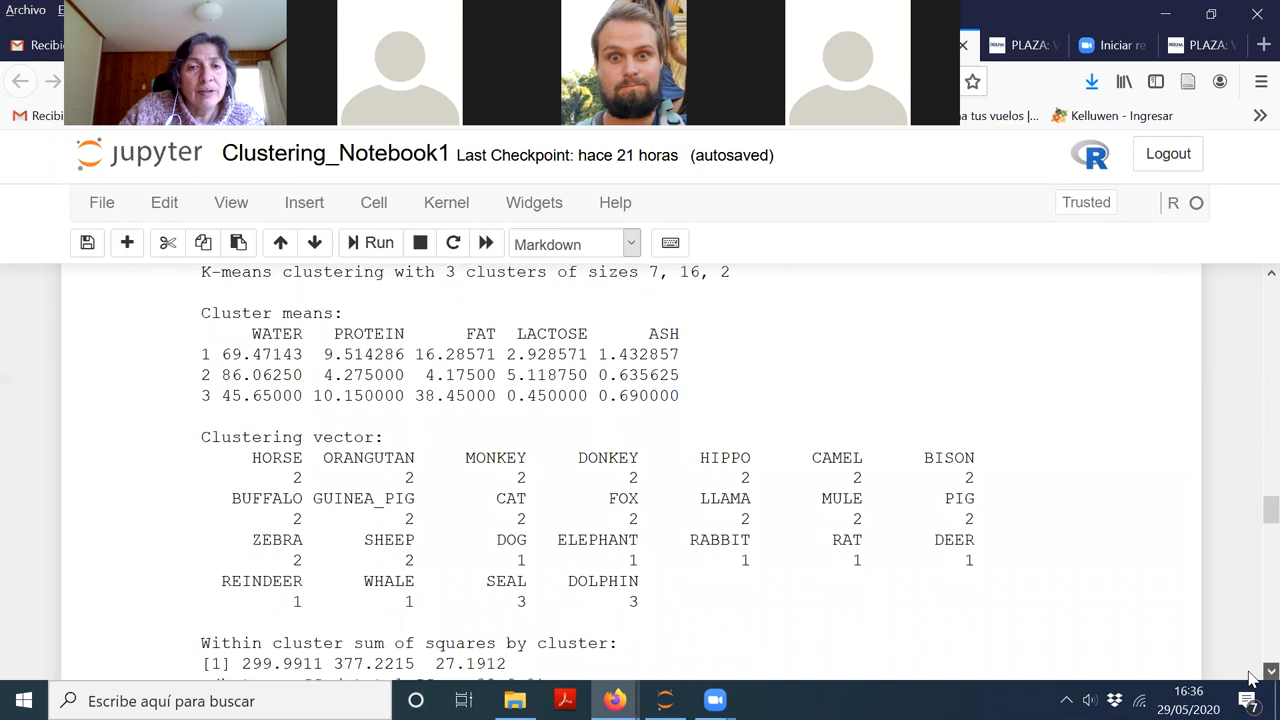 Archivo
Recibi
PLAZA: V
Iniciar re
PLAZA: V
Recibi
na tus vuelos |...
Kelluwen - Ingresar
jupyter Clustering_Notebook1 Last Checkpoint: hace 21 horas (autosaved)
R
Logout
File Edit View Insert Cell Kernel Widgets Help
Trusted
R
Run
Markdown
K-means clustering with 3 clusters of sizes 7, 16, 2
Cluster means:
WATER PROTEIN FAT LACTOSE ASH
1 69.47143 9.514286 16.28571 2.928571 1.432857
2 86.06250 4.275000 4.17500 5.118750 0.635625
3 45.65000 10.150000 38.45000 0.450000 0.690000
Clustering vector:
HORSE ORANGUTAN MONKEY DONKEY HIPPO CAMEL BISON
2 2 2 2 2 2 2
BUFFALO GUINEA_PIG CAT FOX LLAMA MULE PIG
2 2 2 2 2 2 2
ZEBRA SHEEP DOG ELEPHANT RABBIT RAT DEER
2 2 1 1 1 1 1
REINDEER WHALE SEAL DOLPHIN
1 1 3 3
Within cluster sum of squares by cluster:
[1] 299.9911 377.2215 27.1912
Escribe aquí para buscar
16:36
29/05/2020
7